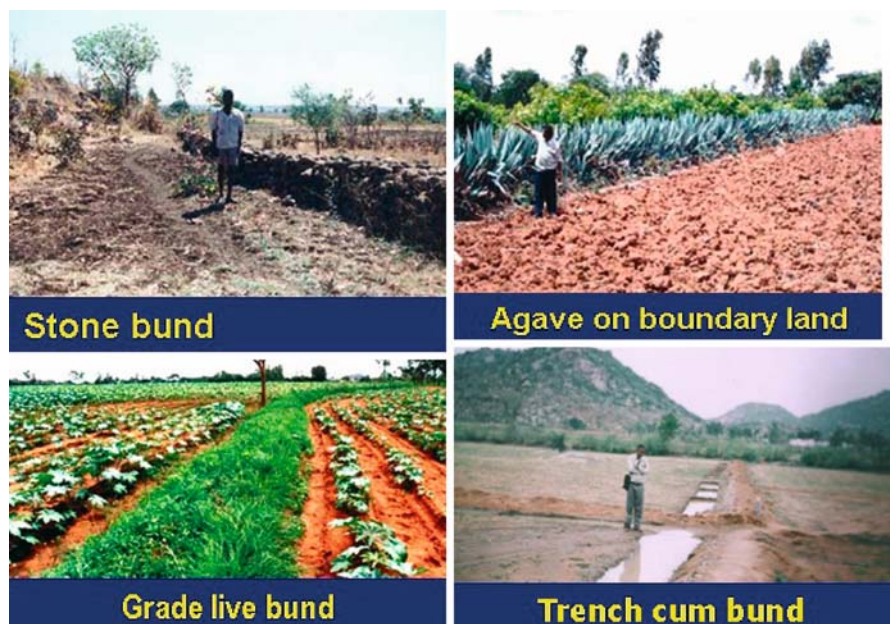 Stone bund
Agave on boundary land
Grade live bund
Trench cum bund